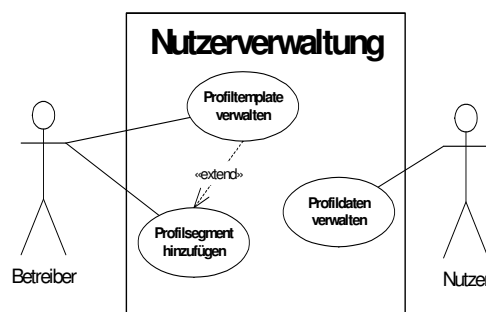 Nutzerverwaltung
Profiltemplate
verwalten
«extend»
Profilsegment
hinzufügen
Profildaten
verwalten
Betreiber
Nutzer